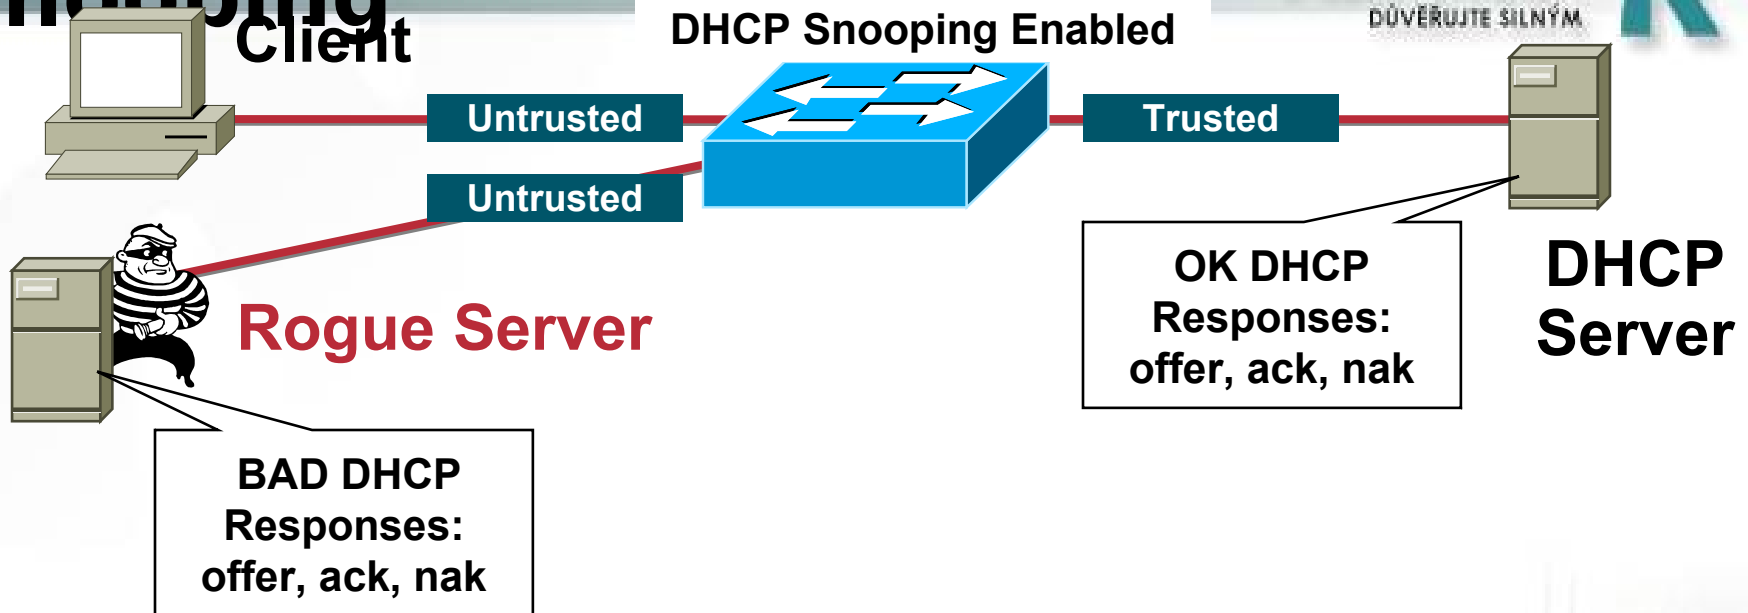 Client
DHCP Snooping Enabled
DŮVĚŘUJTE SILNÝM
Untrusted
Trusted
Untrusted
Rogue Server
OK DHCP
Responses:
offer, ack, nak
DHCP
Server
BAD DHCP
Responses:
offer, ack, nak